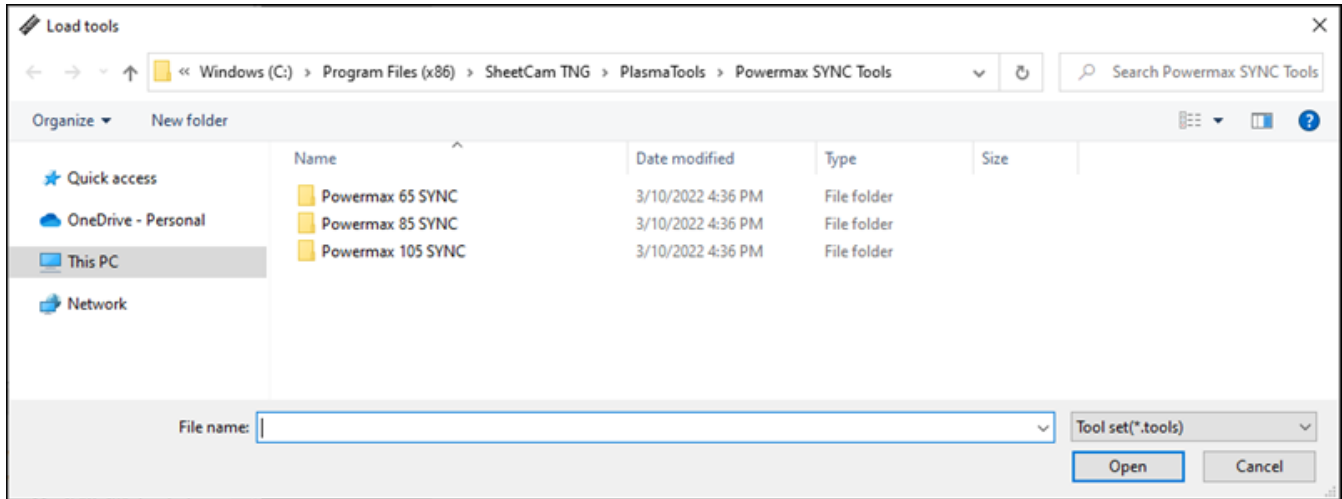 Load tools
« Windows (C:) › Program Files (x86) › SheetCam TNG › PlasmaTools › Powermax SYNC Tools
Search Powermax SYNC Tools
Organize New folder
Name Date modified Type Size
Quick access
OneDrive - Personal
This PC
Network
Powermax 65 SYNC 3/10/2022 4:36 PM File folder
Powermax 85 SYNC 3/10/2022 4:36 PM File folder
Powermax 105 SYNC 3/10/2022 4:36 PM File folder
File name: Tool set(*.tools)
Open Cancel